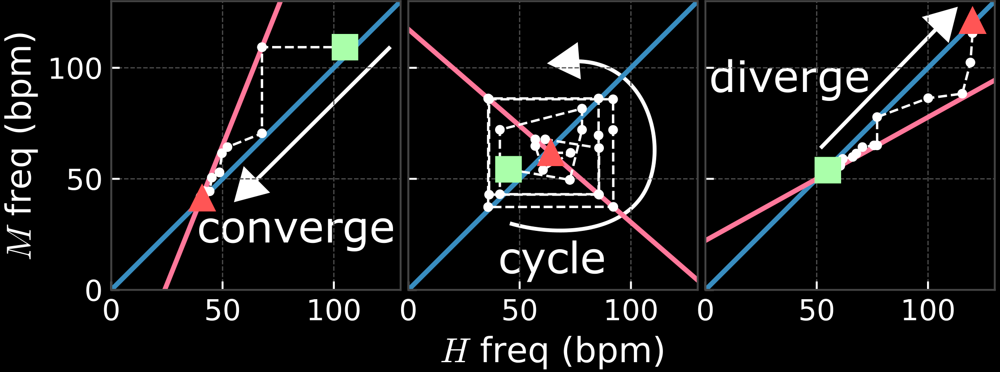 M freq (bpm)
100
50
0
converge
cycle
diverge
0 50 100 0 50 100 0 50 100
H freq (bpm)